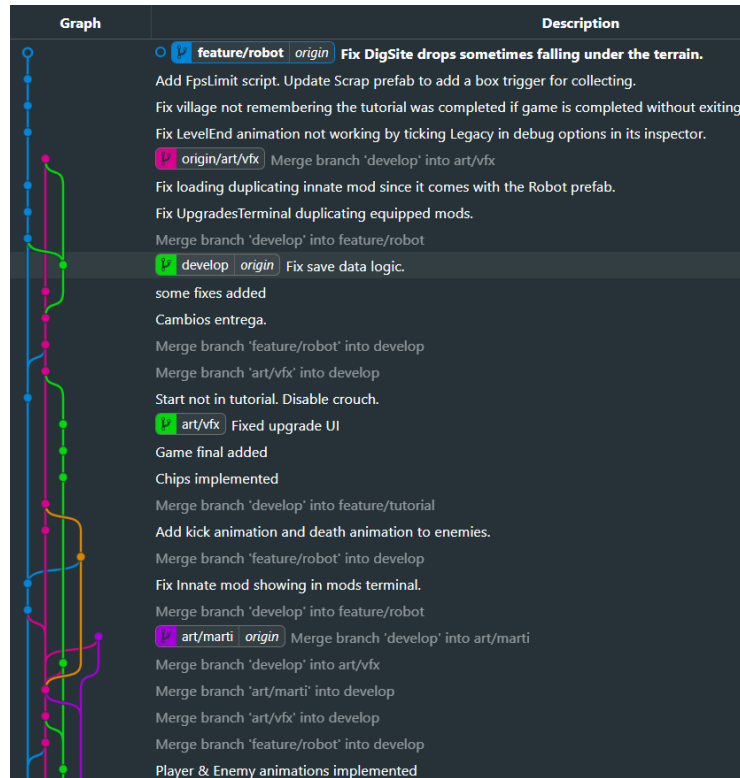 Graph Description
feature/robot origin Fix DigSite drops sometimes falling under the terrain.
Add FpsLimit script. Update Scrap prefab to add a box trigger for collecting.
Fix village not remembering the tutorial was completed if game is completed without exiting
Fix LevelEnd animation not working by ticking Legacy in debug options in its inspector.
origin/art/vfx Merge branch 'develop' into art/vfx
Fix loading duplicating innate mod since it comes with the Robot prefab.
Fix UpgradesTerminal duplicating equipped mods.
Merge branch 'develop' into feature/robot
develop origin Fix save data logic.
some fixes added
Cambios entrega.
Merge branch 'feature/robot' into develop
Merge branch 'art/vfx' into develop
Start not in tutorial. Disable crouch.
art/vfx Fixed upgrade UI
Game final added
Chips implemented
Merge branch 'develop' into feature/tutorial
Add kick animation and death animation to enemies.
Merge branch 'feature/robot' into develop
Fix Innate mod showing in mods terminal.
Merge branch 'develop' into feature/robot
art/marti origin Merge branch 'develop' into art/marti
Merge branch 'develop' into art/vfx
Merge branch 'art/marti' into develop
Merge branch 'art/vfx' into develop
Merge branch 'feature/robot' into develop
Player & Enemy animations implemented